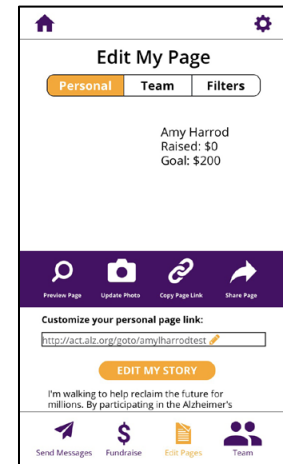 Edit My Page
Personal Team Filters
Amy Harrod
Raised: $0
Goal: $200
Preview Page Update Photo Copy Page Link Share Page
Customize your personal page link:
http://act.alz.org/goto/amylharrodtest
EDIT MY STORY
I'm walking to help reclaim the future for
millions. By participating in the Alzheimer's
Send Messages Fundraise Edit Pages Team